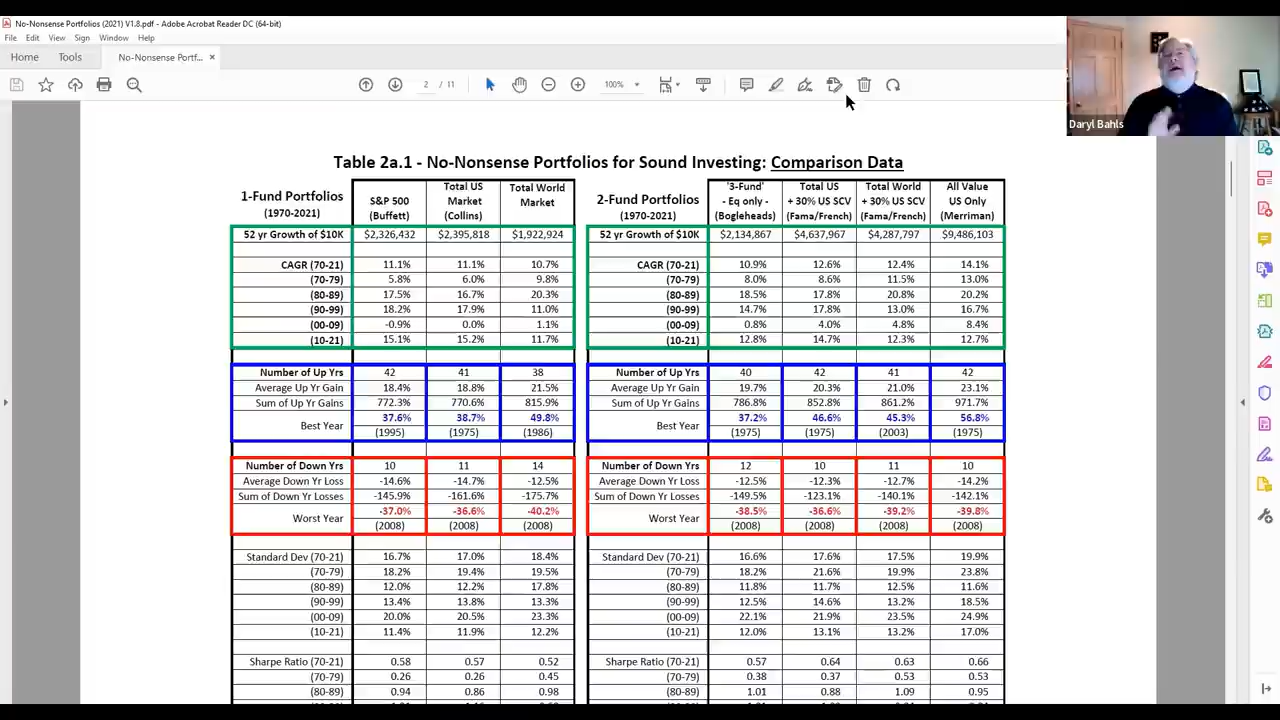 No-Nonsense Portfolios (2021) V1.8.pdf - Adobe Acrobat Reader DC (64-bit)
File Edit View Sign Window Help
Home Tools No-Nonsense Portf... ×
2 / 11 100%
Daryl Bahls
Table 2a.1 - No-Nonsense Portfolios for Sound Investing: Comparison Data
1-Fund Portfolios (1970-2021) S&P 500 (Buffett) Total US Market (Collins) Total World Market
52 yr Growth of $10K $2,326,432 $2,395,818 $1,922,924
CAGR (70-21) 11.1% 11.1% 10.7%
(70-79) 5.8% 6.0% 9.8%
(80-89) 17.5% 16.7% 20.3%
(90-99) 18.2% 17.9% 11.0%
(00-09) -0.9% 0.0% 1.1%
(10-21) 15.1% 15.2% 11.7%
Number of Up Yrs 42 41 38
Average Up Yr Gain 18.4% 18.8% 21.5%
Sum of Up Yr Gains 772.3% 770.6% 815.9%
Best Year 37.6% 38.7% 49.8%
(1995) (1975) (1986)
Number of Down Yrs 10 11 14
Average Down Yr Loss -14.6% -14.7% -12.5%
Sum of Down Yr Losses -145.9% -161.6% -175.7%
Worst Year -37.0% -36.6% -40.2%
(2008) (2008) (2008)
Standard Dev (70-21) 16.7% 17.0% 18.4%
(70-79) 18.2% 19.4% 19.5%
(80-89) 12.0% 12.2% 17.8%
(90-99) 13.4% 13.8% 13.3%
(00-09) 20.0% 20.5% 23.3%
(10-21) 11.4% 11.9% 12.2%
Sharpe Ratio (70-21) 0.58 0.57 0.52
(70-79) 0.26 0.26 0.45
(80-89) 0.94 0.86 0.98
2-Fund Portfolios (1970-2021) '3-Fund' - Eq only - (Bogleheads) Total US + 30% US SCV (Fama/French) Total World + 30% US SCV (Fama/French) All Value US Only (Merriman)
52 yr Growth of $10K $2,134,867 $4,637,967 $4,287,797 $9,486,103
CAGR (70-21) 10.9% 12.6% 12.4% 14.1%
(70-79) 8.0% 8.6% 11.5% 13.0%
(80-89) 18.5% 17.8% 20.8% 20.2%
(90-99) 14.7% 17.8% 13.0% 16.7%
(00-09) 0.8% 4.0% 4.8% 8.4%
(10-21) 12.8% 14.7% 12.3% 12.7%
Number of Up Yrs 40 42 41 42
Average Up Yr Gain 19.7% 20.3% 21.0% 23.1%
Sum of Up Yr Gains 786.8% 852.8% 861.2% 971.7%
Best Year 37.2% 46.6% 45.3% 56.8%
(1975) (1975) (2003) (1975)
Number of Down Yrs 12 10 11 10
Average Down Yr Loss -12.5% -12.3% -12.7% -14.2%
Sum of Down Yr Losses -149.5% -123.1% -140.1% -142.1%
Worst Year -38.5% -36.6% -39.2% -39.8%
(2008) (2008) (2008) (2008)
Standard Dev (70-21) 16.6% 17.6% 17.5% 19.9%
(70-79) 18.2% 21.6% 19.9% 23.8%
(80-89) 11.8% 11.7% 12.5% 11.6%
(90-99) 12.5% 14.6% 13.2% 18.5%
(00-09) 22.1% 21.9% 23.5% 24.9%
(10-21) 12.0% 13.1% 13.2% 17.0%
Sharpe Ratio (70-21) 0.57 0.64 0.63 0.66
(70-79) 0.38 0.37 0.53 0.53
(80-89) 1.01 0.88 1.09 0.95